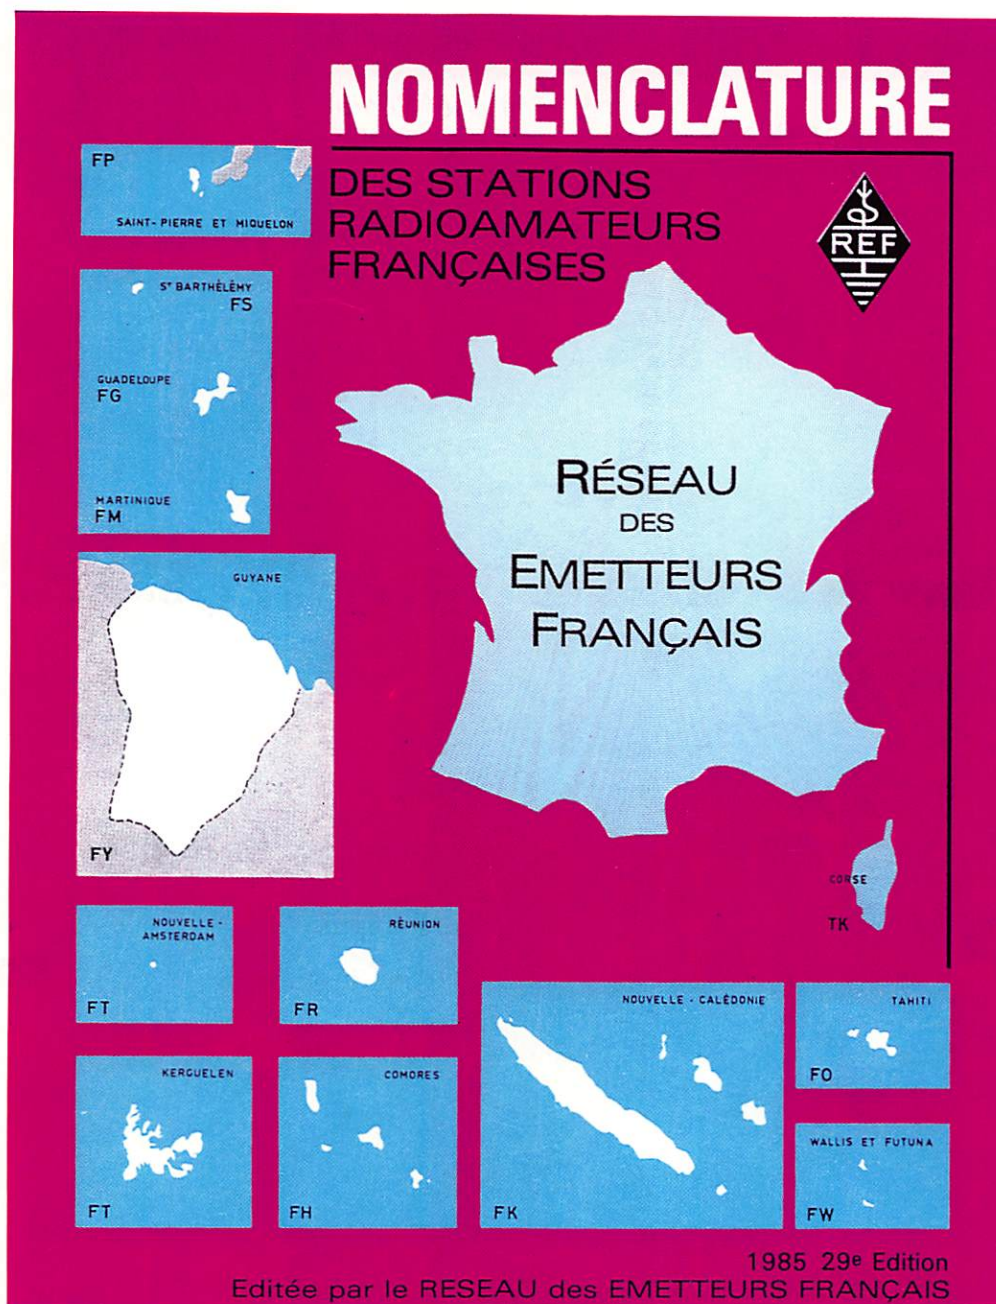 NOMENCLATURE
DES STATIONS
RADIOAMATEURS
FRANÇAISES
REF
FP
SAINT-PIERRE ET MIQUELON
Sᵗ BARTHÉLÉMY
FS
GUADELOUPE
FG
MARTINIQUE
FM
RÉSEAU
DES
EMETTEURS
FRANÇAIS
GUYANE
FY
CORSE
TK
NOUVELLE-
AMSTERDAM
FT
RÉUNION
FR
KERGUELEN
FT
COMORES
FH
NOUVELLE-CALÉDONIE
FK
TAHITI
FO
WALLIS ET FUTUNA
FW
1985 29ᵉ Edition
Editée par le RESEAU des EMETTEURS FRANÇAIS